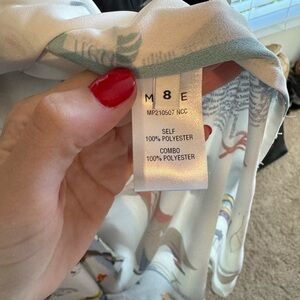 M 8 E
MP210507 NCC
SELF
100% POLYESTER
COMBO
100% POLYESTER